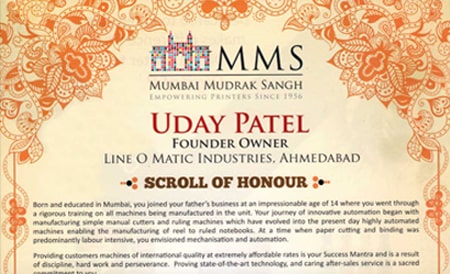 MMS
MUMBAI MUDRAK SANGH
EMPOWERING PRINTERS SINCE 1956
UDAY PATEL
FOUNDER OWNER
LINE O MATIC INDUSTRIES, AHMEDABAD
SCROLL OF HONOUR
Born and educated in Mumbai, you joined your father's business at an impressionable age of 14 where you went through
a rigorous training on all machines being manufactured in the unit. Your journey of innovative automation began with
manufacturing simple manual cutters and ruling machines which have evolved into the present day highly automated
machines enabling the manufacturing of reel to ruled notebooks. At a time when paper cutting and binding was
predominantly labour intensive, you envisioned mechanisation and automation.
Providing customers machines of international quality at extremely affordable rates is your Success Mantra and is a result
of discipline, hard work and perseverance. Proving state-of-the-art technology, and caring after-sales service is a sacred
commitment to you